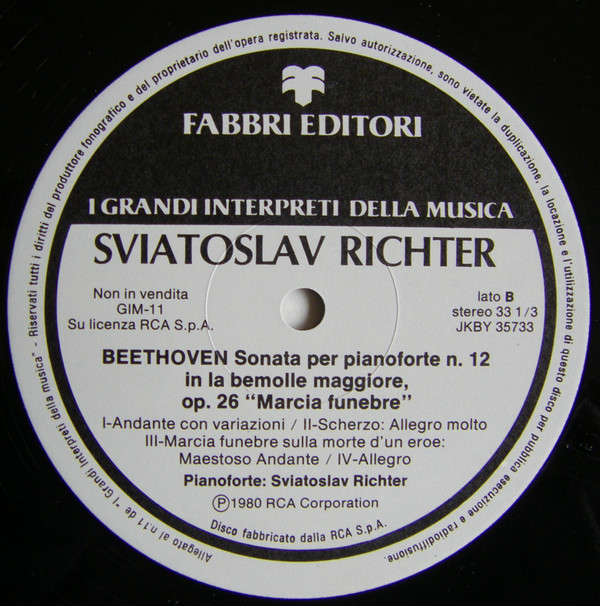 FABBRI EDITORI
I GRANDI INTERPRETI DELLA MUSICA
SVIATOSLAV RICHTER
Non in vendita
GIM-11
Su licenza RCA S.p.A.
lato B
stereo 33 1/3
JKBY 35733
BEETHOVEN Sonata per pianoforte n. 12
in la bemolle maggiore,
op. 26 "Marcia funebre"
I-Andante con variazioni / II-Scherzo: Allegro molto
III-Marcia funebre sulla morte d'un eroe:
Maestoso Andante / IV-Allegro
Pianoforte: Sviatoslav Richter
Ⓟ1980 RCA Corporation
Disco fabbricato dalla RCA S.p.A.
Allegato al n.11 de "I Grandi Interpreti della musica" - Riservati tutti i diritti del produttore fonografico e del proprietario dell'opera registrata. Salvo autorizzazione, sono vietate la duplicazione, la locazione e l'utilizzazione di questo disco per pubblica esecuzione e radiodiffusione.